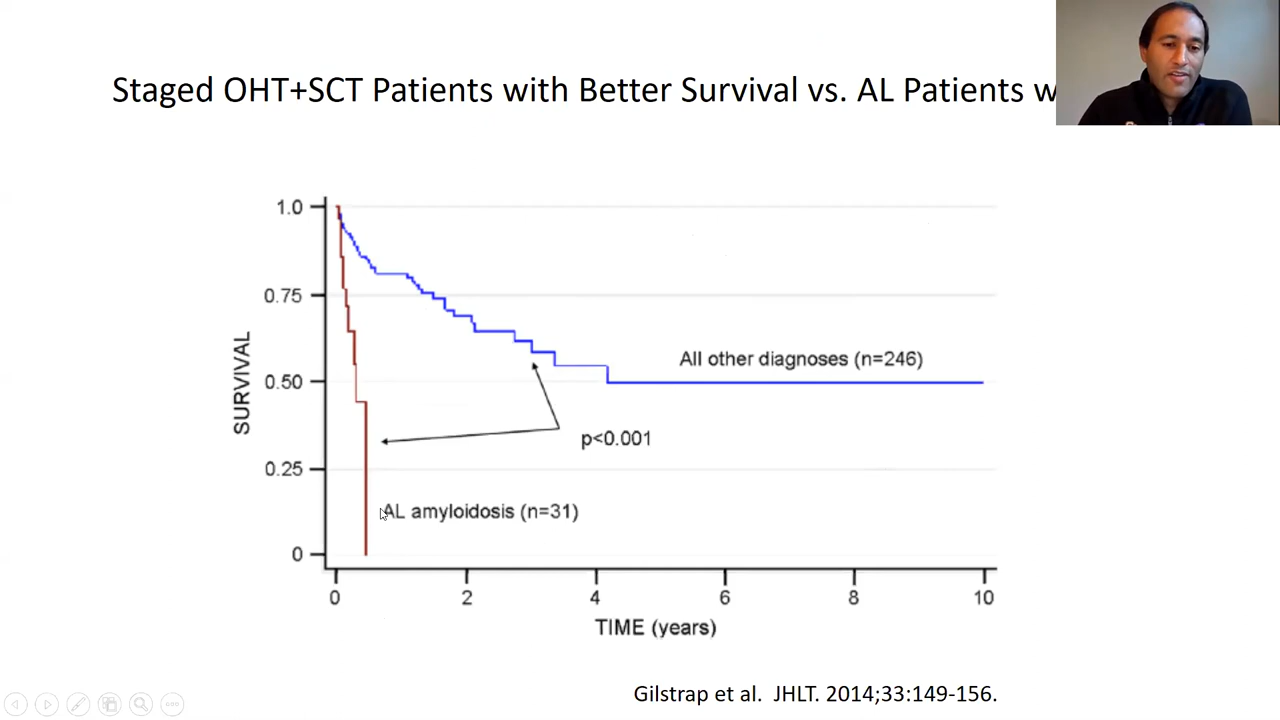 Staged OHT+SCT Patients with Better Survival vs. AL Patients w
1.0
0.75
0.50
0.25
0
SURVIVAL
All other diagnoses (n=246)
p<0.001
AL amyloidosis (n=31)
0 2 4 6 8 10
TIME (years)
Gilstrap et al. JHLT. 2014;33:149-156.